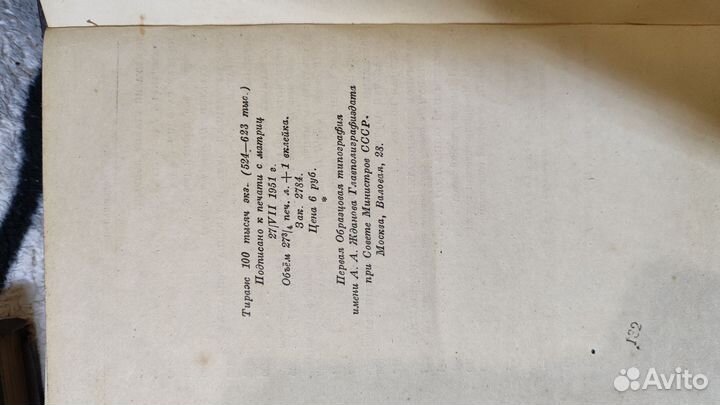 Тираж 100 тысяч экз. (524—623 тыс.)
Подписано к печати с матриц
27/VII 1951 г.
Объём 27³/₄ печ. л. + 1 вклейка.
Зак. 2784.
Цена 6 руб.
*
Первая Образцовая типография
имени А. А. Жданова Главполиграфиздата
при Совете Министров СССР.
Москва, Валовая, 28.
132
Avito